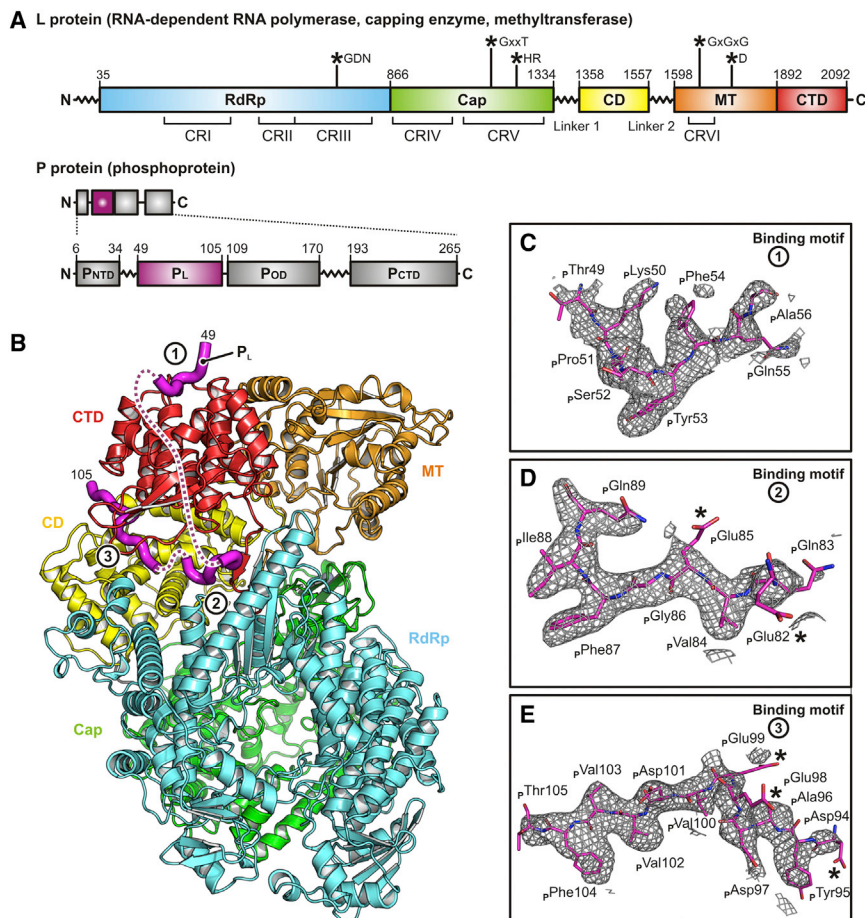 A
L protein (RNA-dependent RNA polymerase, capping enzyme, methyltransferase)
*GDN
*GxxT
*HR
*GxGxG
*D
35 866 1334 1358 1557 1598 1892 2092
N RdRp Cap CD MT CTD C
Linker 1 Linker 2
CRI CRII CRIII CRIV CRV CRVI
P protein (phosphoprotein)
N C
6 34 49 105 109 170 193 265
N PNTD PL POD PCTD C
B
49
1
PL
CTD
MT
105
CD
3
2
RdRp
Cap
C
Binding motif
1
PThr49
PLys50
PPhe54
PAla56
PPro51
PGln55
PSer52
PTyr53
D
Binding motif
2
PGln89
*
PGlu85
PIle88
PGln83
PGly86
PGlu82
PVal84
*
PPhe87
E
Binding motif
3
PGlu99
*
PVal103
PAsp101
PGlu98
PThr105
*
PAla96
PAsp94
PVal100
PVal102
*
PPhe104
PAsp97
PTyr95